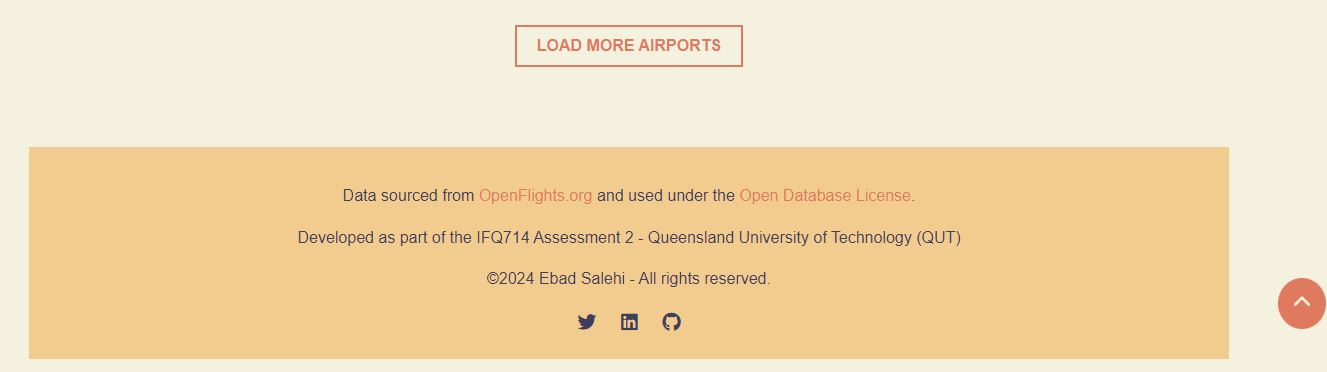 LOAD MORE AIRPORTS
Data sourced from OpenFlights.org and used under the Open Database License.
Developed as part of the IFQ714 Assessment 2 - Queensland University of Technology (QUT)
©2024 Ebad Salehi - All rights reserved.